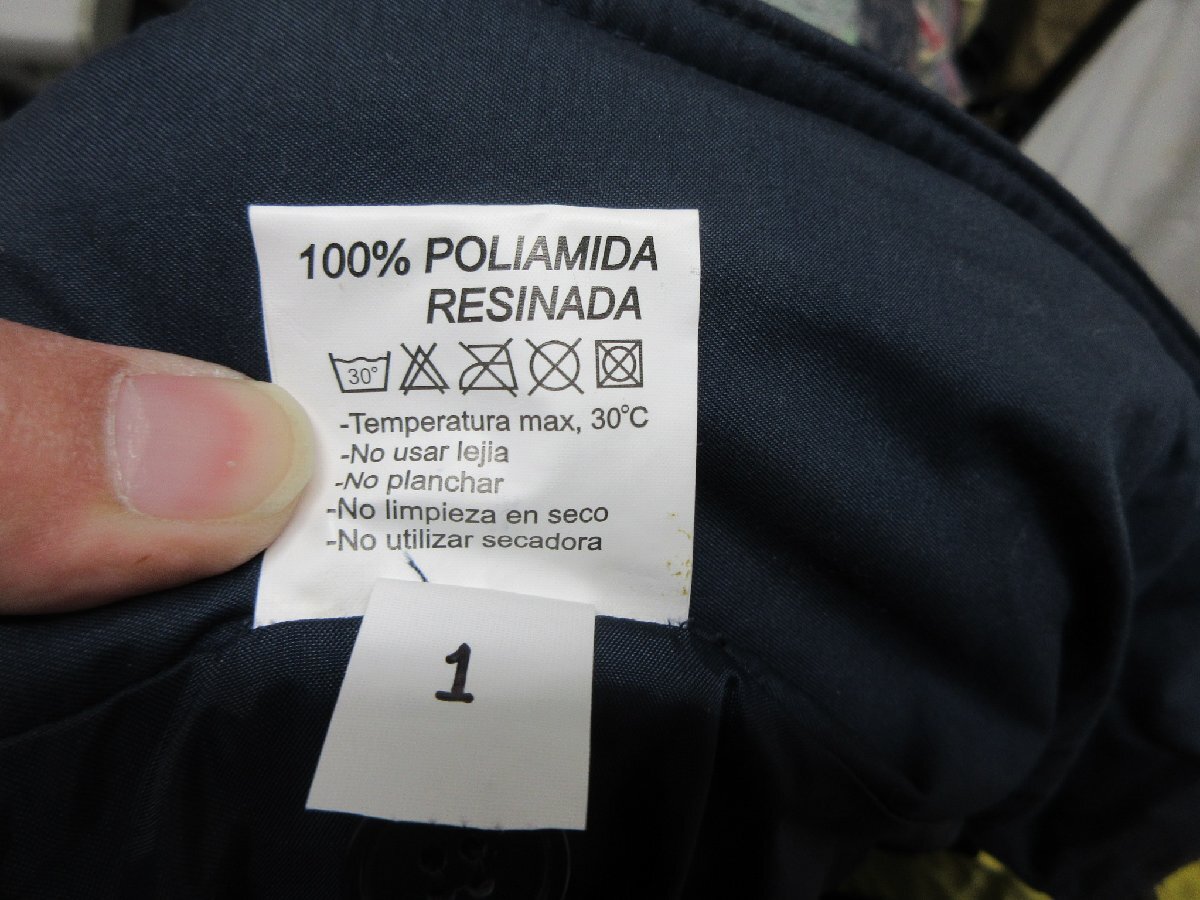 100% POLIAMIDA
RESINADA
30°
-Temperatura max, 30°C
-No usar lejia
-No planchar
-No limpieza en seco
-No utilizar secadora
1